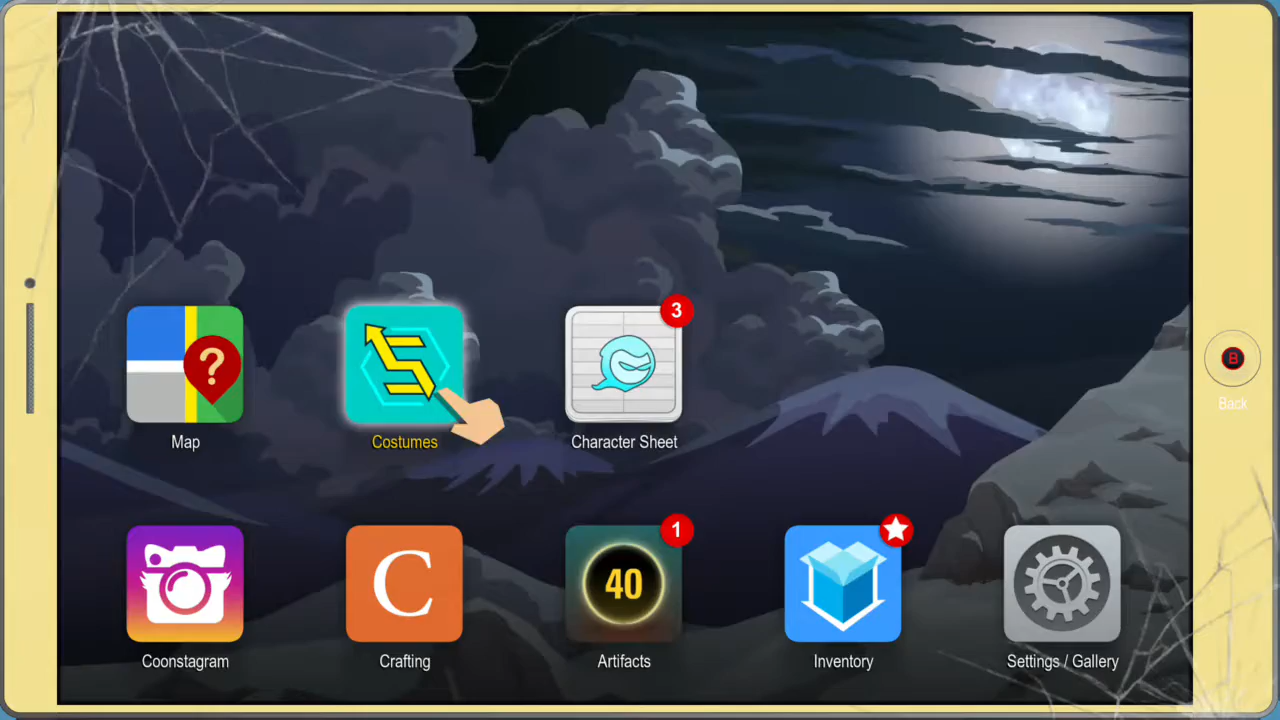 ?
3
Map
Costumes
Character Sheet
B
Back
C
1
40
Coonstagram
Crafting
Artifacts
Inventory
Settings / Gallery